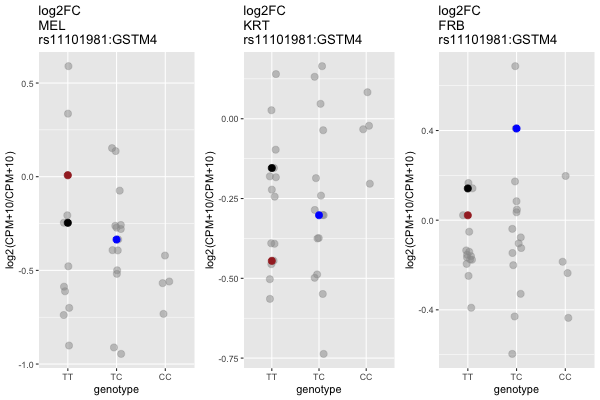 log2FC
MEL
rs11101981:GSTM4
log2(CPM+10/CPM+10)
0.5
0.0
-0.5
-1.0
TT
TC
CC
genotype
log2FC
KRT
rs11101981:GSTM4
log2(CPM+10/CPM+10)
0.00
-0.25
-0.50
-0.75
TT
TC
CC
genotype
log2FC
FRB
rs11101981:GSTM4
log2(CPM+10/CPM+10)
0.4
0.0
-0.4
TT
TC
CC
genotype